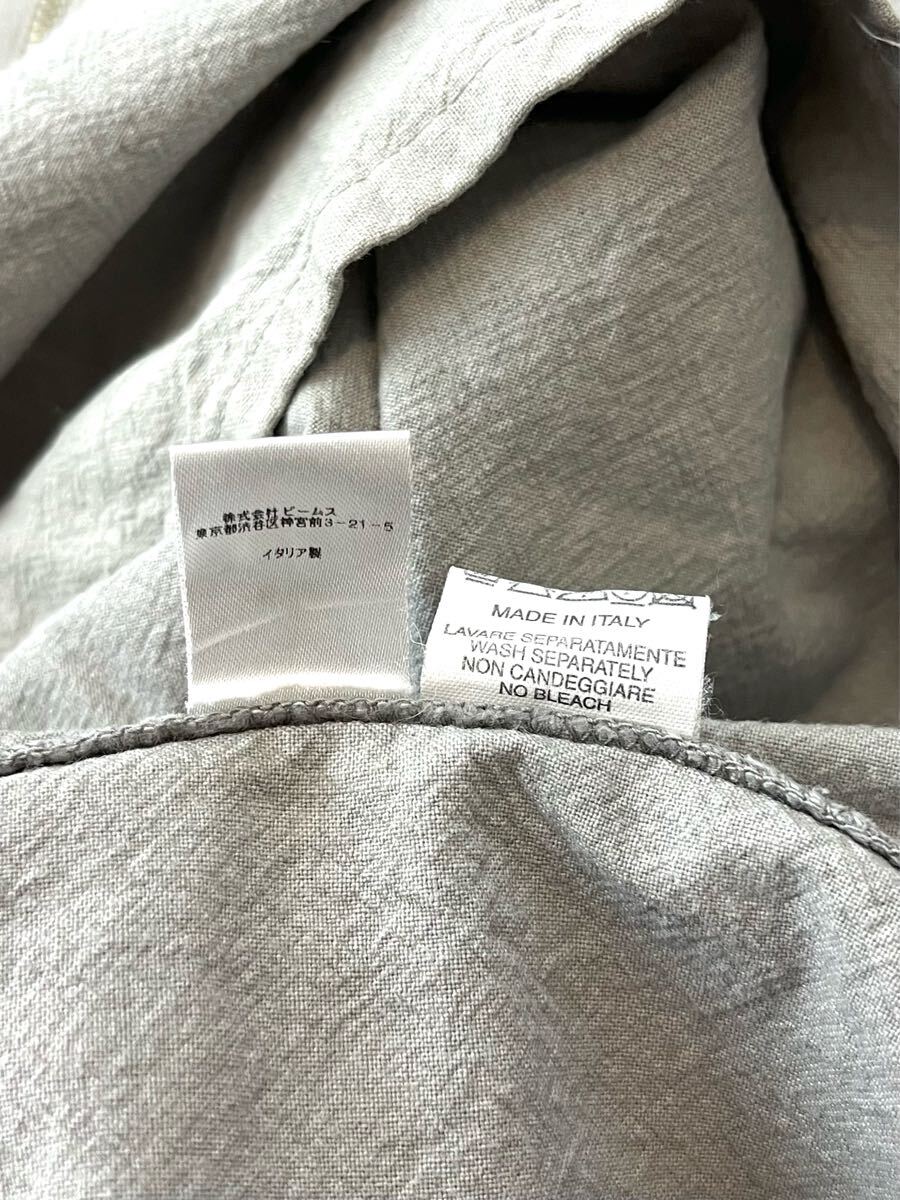 株式会社ビームス
東京都渋谷区神宮前3-21-5
イタリア製
MADE IN ITALY
LAVARE SEPARATAMENTE
WASH SEPARATELY
NON CANDEGGIARE
NO BLEACH